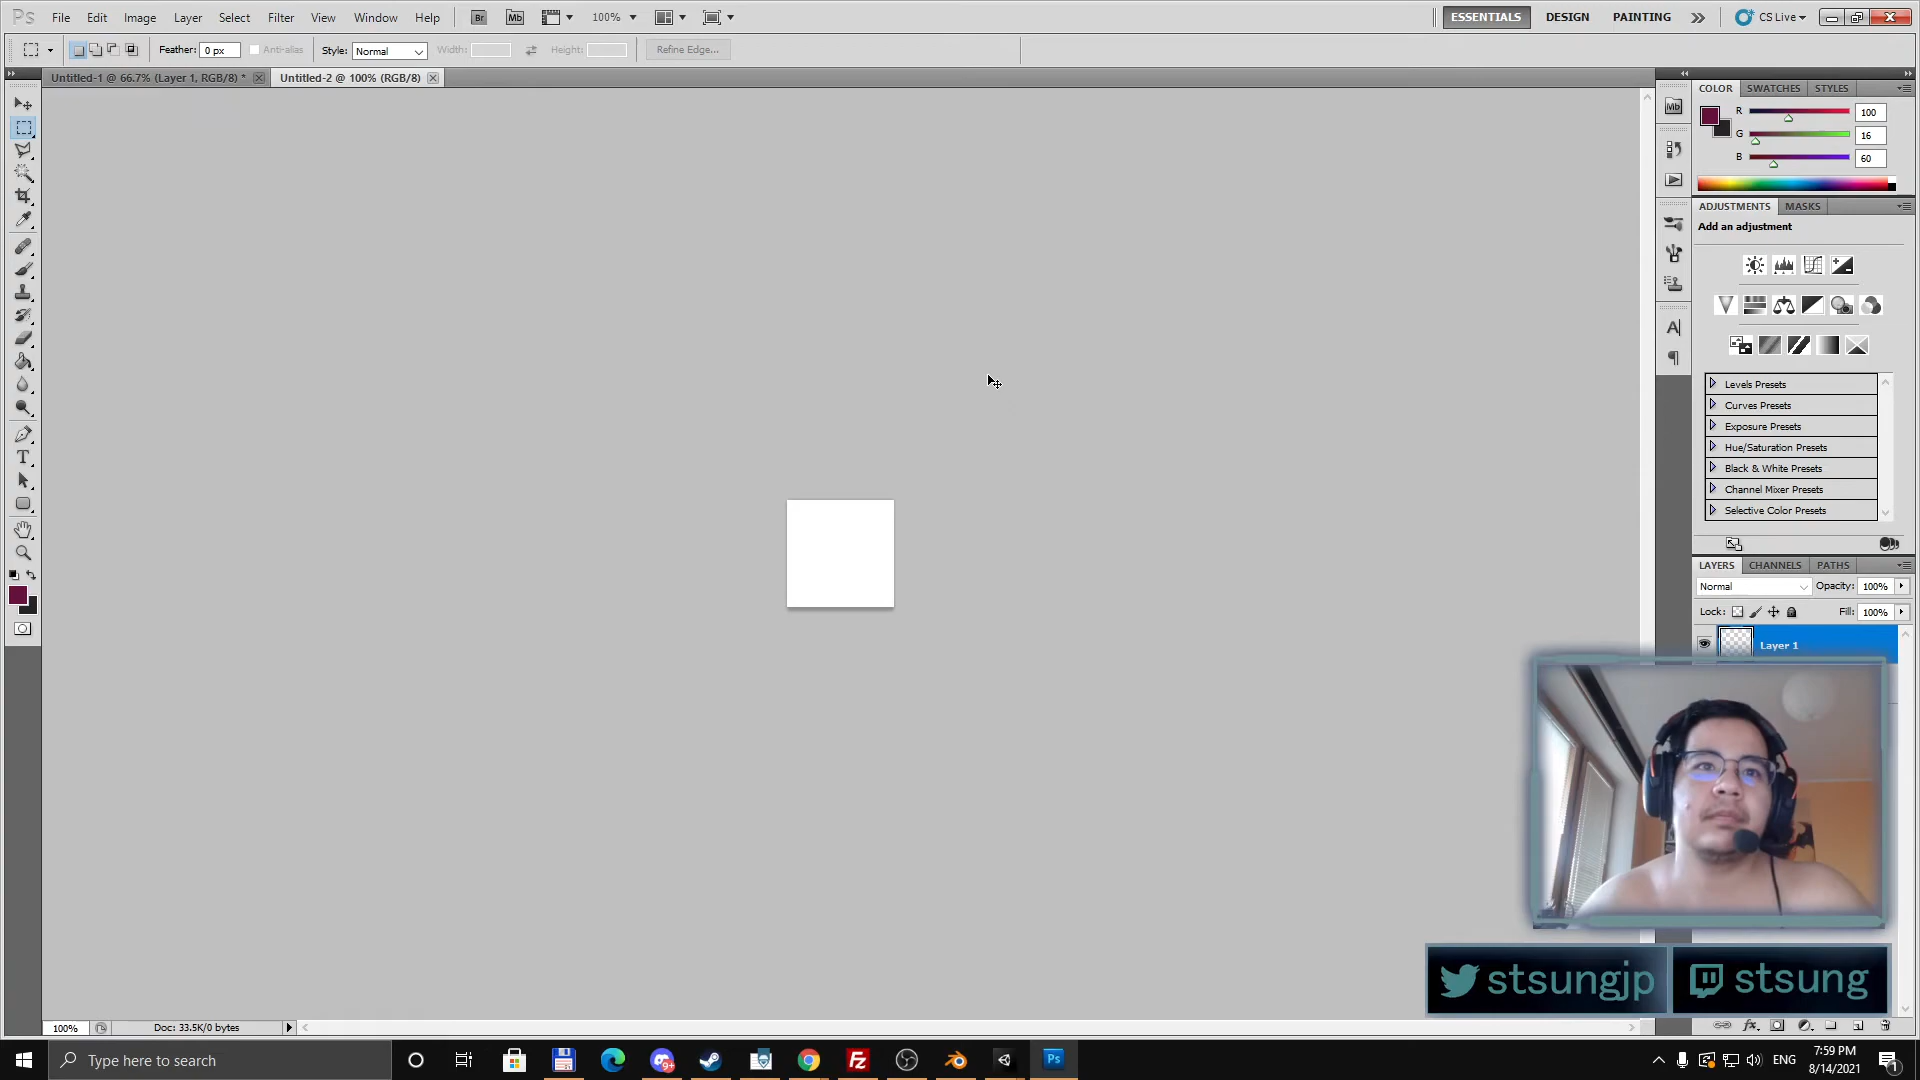 Ps File Edit Image Layer Select Filter View Window Help Br Mb 100% ESSENTIALS DESIGN PAINTING CS Live
Feather: 0 px Anti-alias Style: Normal Width: Height: Refine Edge...
Untitled-1 @ 66.7% (Layer 1, RGB/8) * Untitled-2 @ 100% (RGB/8)
Mb
COLOR SWATCHES STYLES
R 100
G 16
B 60
ADJUSTMENTS MASKS
Add an adjustment
Levels Presets
Curves Presets
Exposure Presets
Hue/Saturation Presets
Black & White Presets
Channel Mixer Presets
Selective Color Presets
LAYERS CHANNELS PATHS
Normal Opacity: 100%
Lock: Fill: 100%
Layer 1
stsungjp stsung
100% Doc: 33.5K/0 bytes
Type here to search
9+
Fz
Ps
ENG
7:59 PM
8/14/2021
1